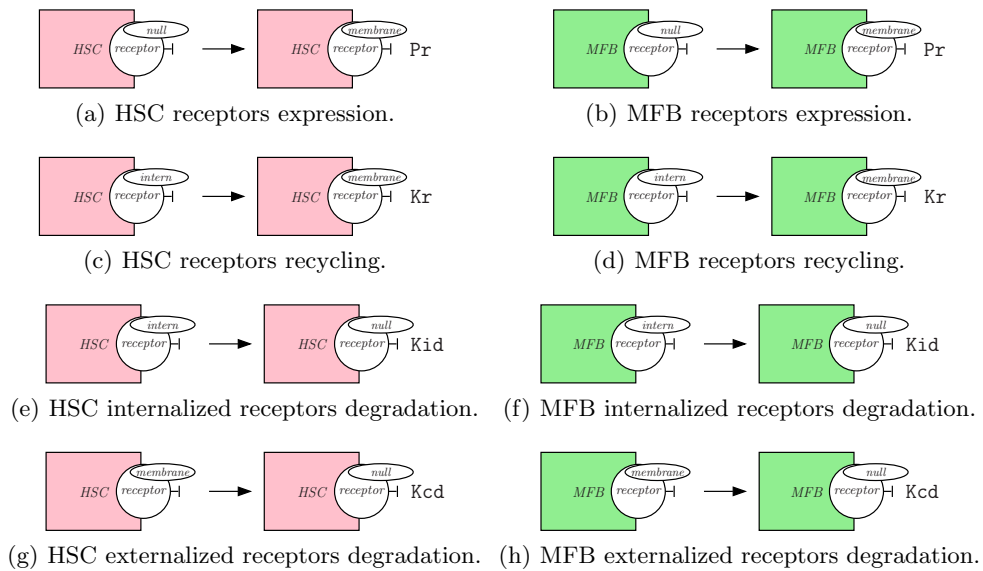 null membrane null membrane
HSC receptor HSC receptor Pr MFB receptor MFB receptor Pr
(a) HSC receptors expression. (b) MFB receptors expression.
intern membrane intern membrane
HSC receptor HSC receptor Kr MFB receptor MFB receptor Kr
(c) HSC receptors recycling. (d) MFB receptors recycling.
intern null intern null
HSC receptor HSC receptor Kid MFB receptor MFB receptor Kid
(e) HSC internalized receptors degradation. (f) MFB internalized receptors degradation.
membrane null membrane null
HSC receptor HSC receptor Kcd MFB receptor MFB receptor Kcd
(g) HSC externalized receptors degradation. (h) MFB externalized receptors degradation.